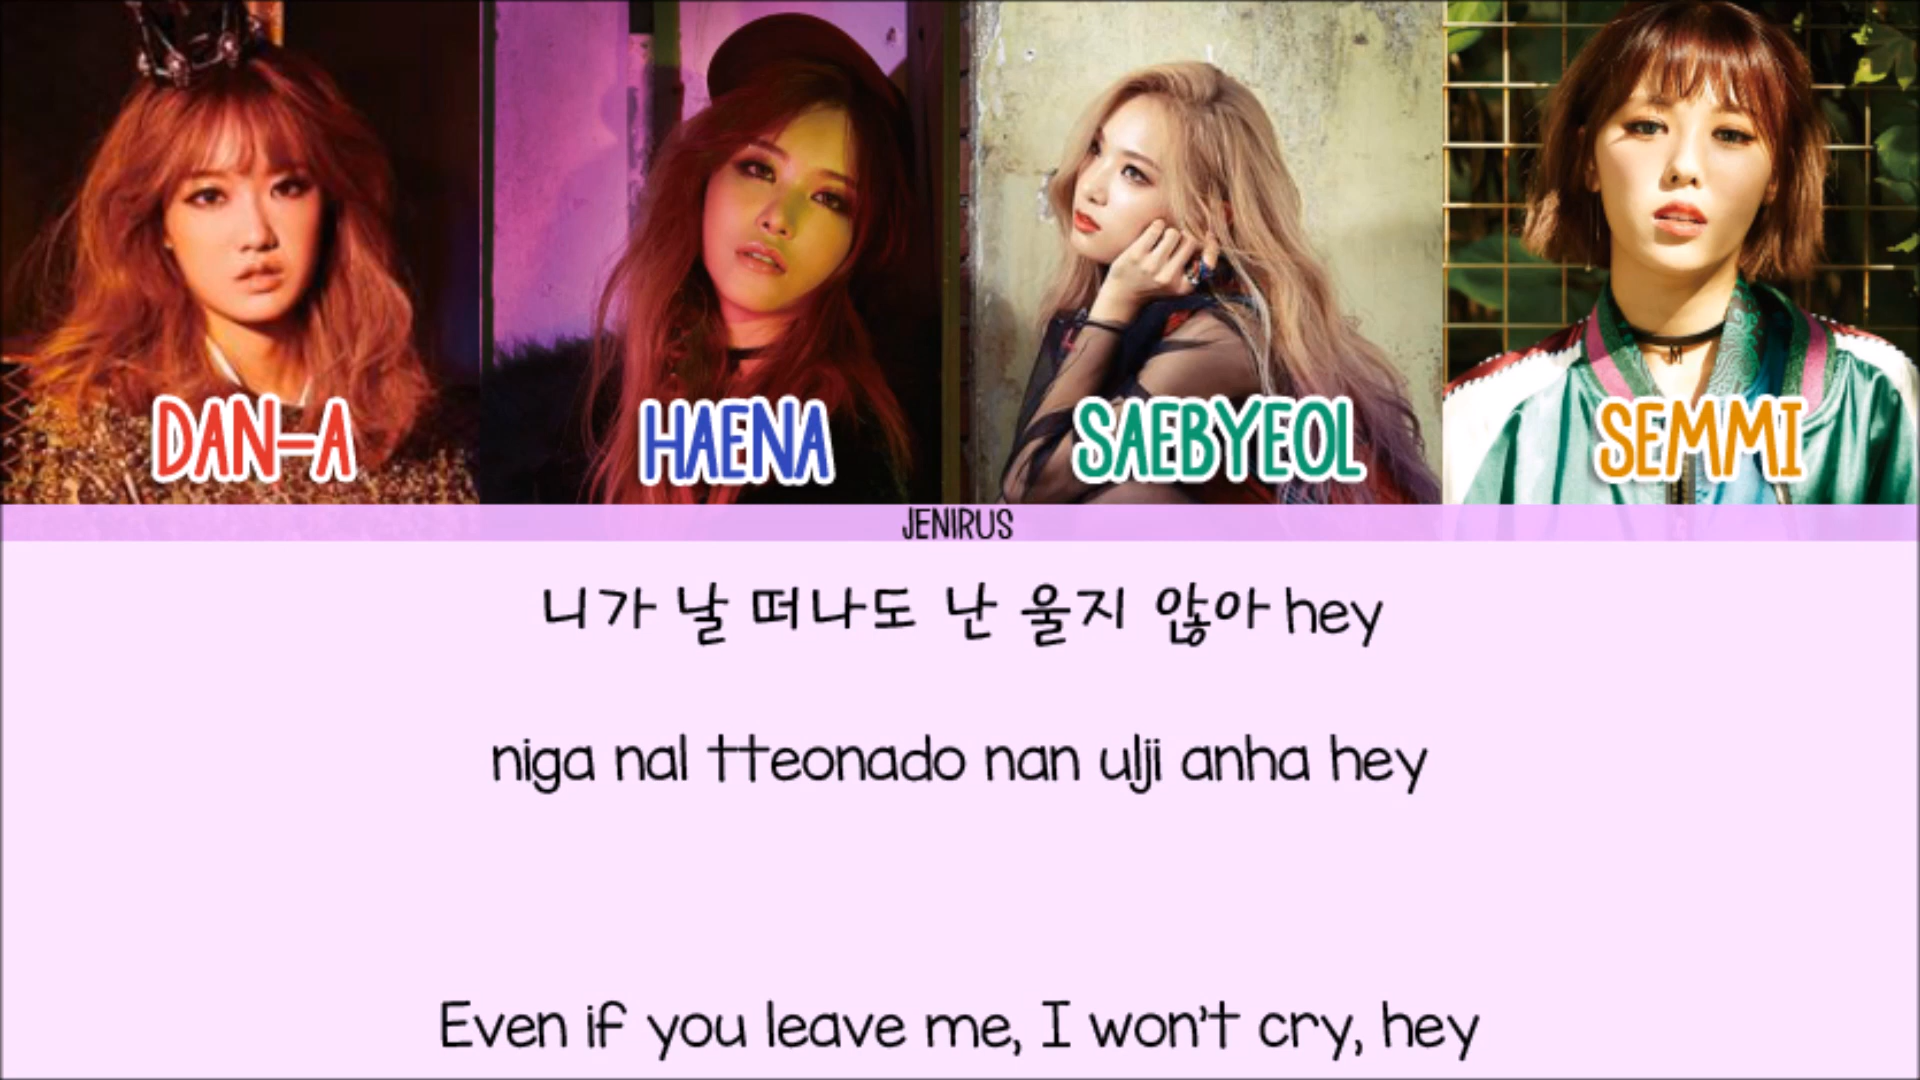 DAN-A HAENA SAEBYEOL SEMMI
JENIRUS
니가 날 떠나도 난 울지 않아 hey
niga nal tteonado nan ulji anha hey
Even if you leave me, I won't cry, hey